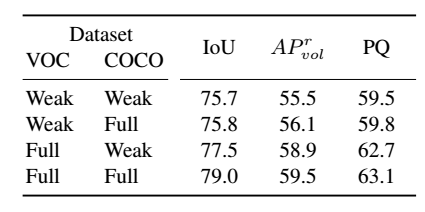 Dataset IoU AP^r_vol PQ
VOC COCO
Weak Weak 75.7 55.5 59.5
Weak Full 75.8 56.1 59.8
Full Weak 77.5 58.9 62.7
Full Full 79.0 59.5 63.1